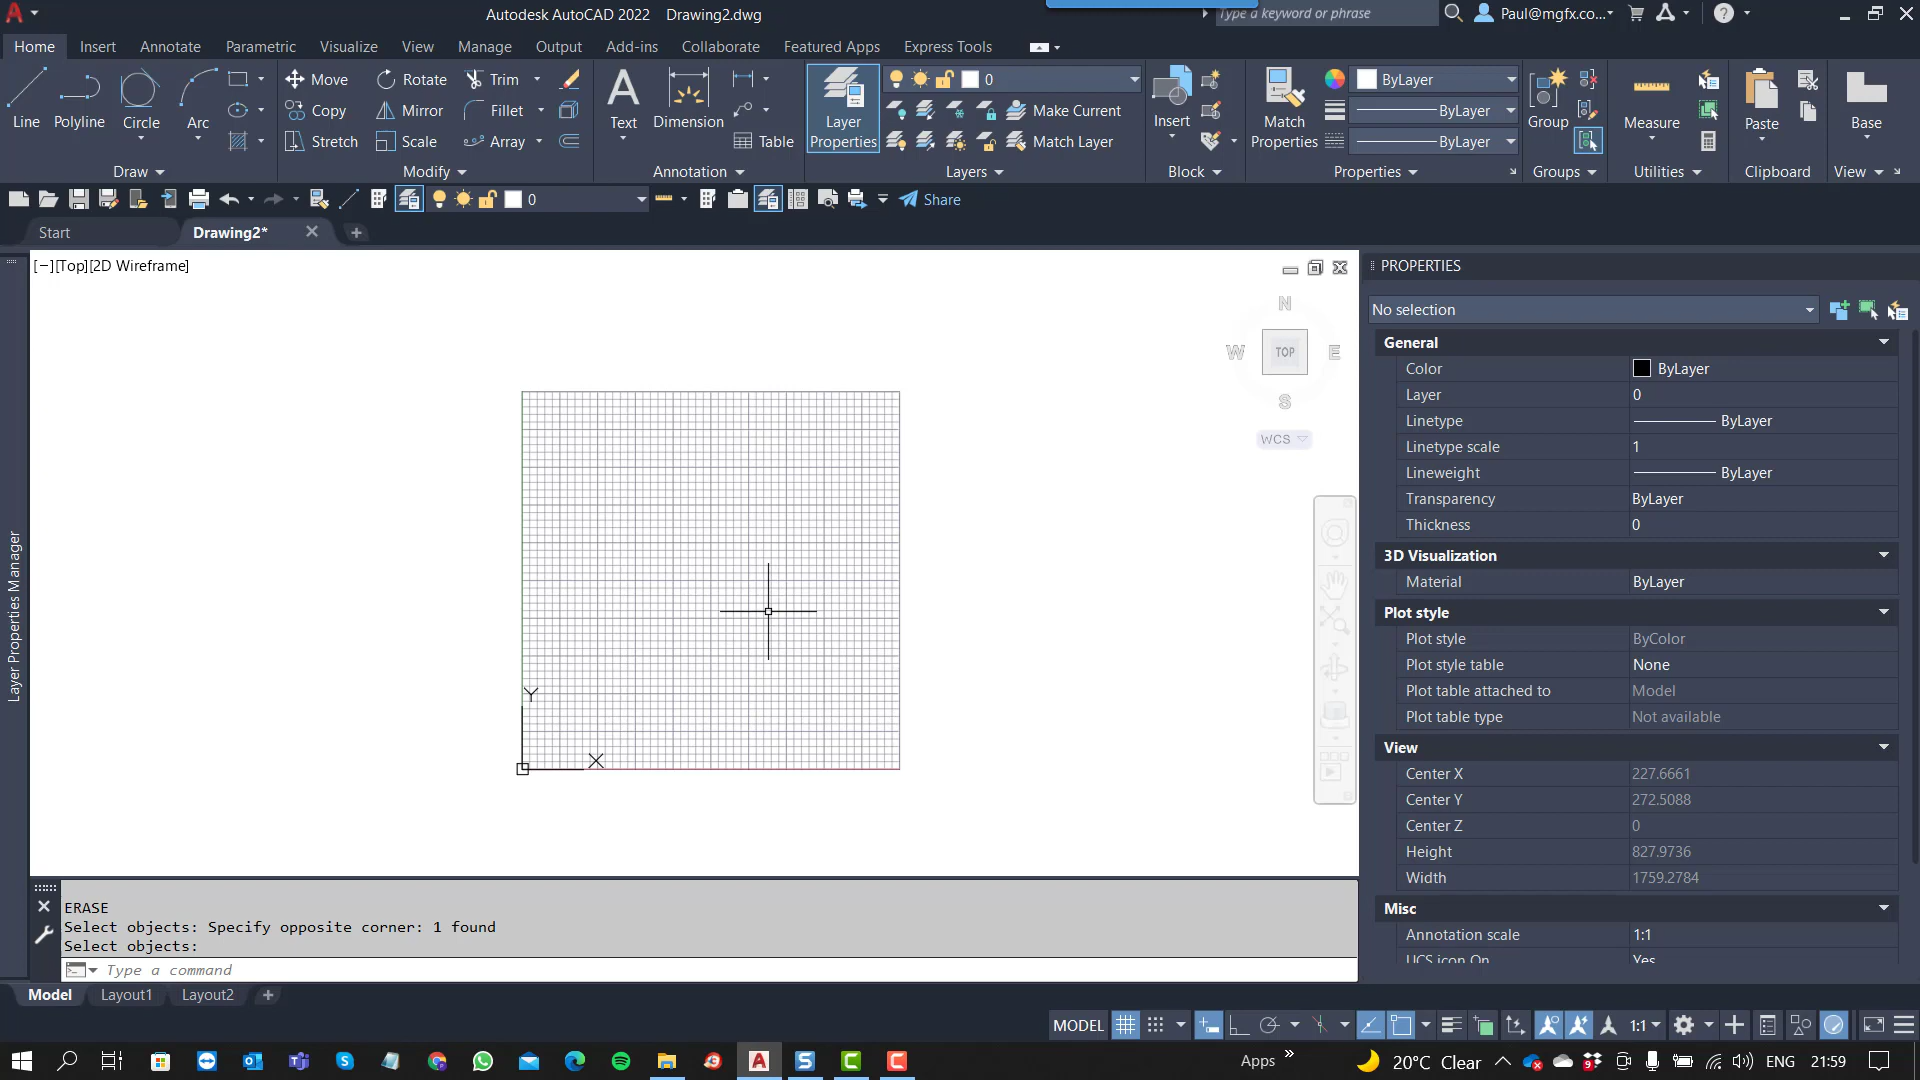 Autodesk AutoCAD 2022 Drawing2.dwg
Type a keyword or phrase
Paul@mgfx.co...
Home Insert Annotate Parametric Visualize View Manage Output Add-ins Collaborate Featured Apps Express Tools
Line Polyline Circle Arc
Move Rotate Trim
Copy Mirror Fillet
Stretch Scale Array
Text Dimension
Table
Layer Properties
0
Make Current
Match Layer
Insert
Match Properties
ByLayer
ByLayer
ByLayer
Group
Measure
Paste
Base
Draw Modify Annotation Layers Block Properties Groups Utilities Clipboard View
0
Share
Start Drawing2*
[−][Top][2D Wireframe]
N
W TOP E
S
WCS
Y
X
Layer Properties Manager
PROPERTIES
No selection
General
Color ByLayer
Layer 0
Linetype ByLayer
Linetype scale 1
Lineweight ByLayer
Transparency ByLayer
Thickness 0
3D Visualization
Material ByLayer
Plot style
Plot style ByColor
Plot style table None
Plot table attached to Model
Plot table type Not available
View
Center X 227.6661
Center Y 272.5088
Center Z 0
Height 827.9736
Width 1759.2784
Misc
Annotation scale 1:1
UCS icon On Yes
ERASE
Select objects: Specify opposite corner: 1 found
Select objects:
Type a command
Model Layout1 Layout2
MODEL 1:1
Apps 20°C Clear ENG 21:59